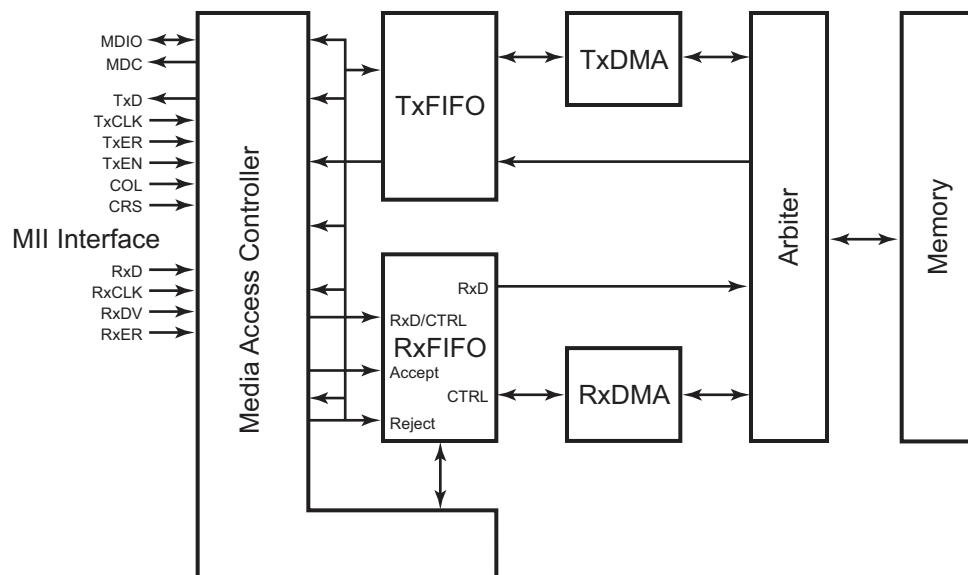 MDIO
MDC
TxD
TxCLK
TxER
TxEN
COL
CRS
MII Interface
RxD
RxCLK
RxDV
RxER
Media Access Controller
TxFIFO
TxDMA
RxD
RxD/CTRL
RxFIFO
Accept
CTRL
Reject
RxDMA
Arbiter
Memory